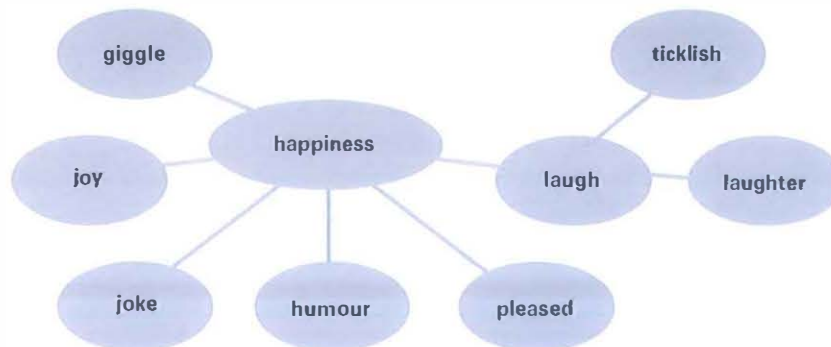 giggle
ticklish
happiness
joy
laugh
laughter
joke
humour
pleased